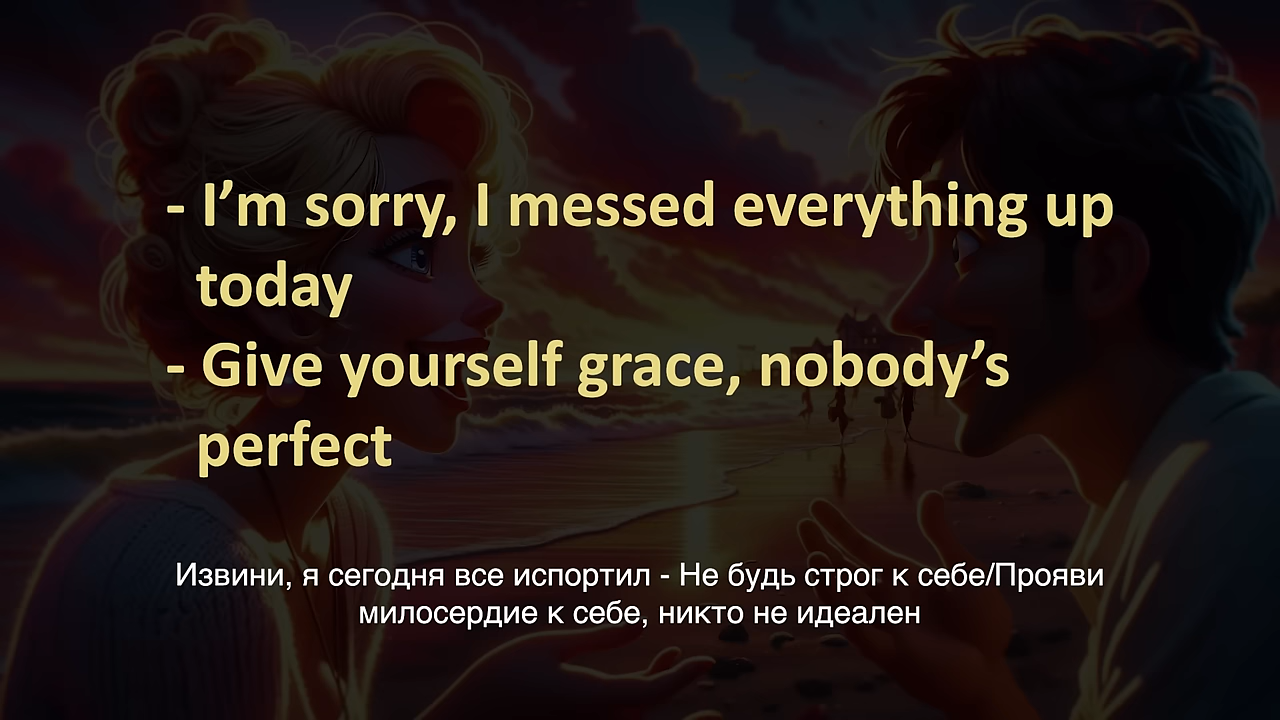 - I’m sorry, I messed everything up
today
- Give yourself grace, nobody’s
perfect
Извини, я сегодня все испортил - Не будь строг к себе/Прояви
милосердие к себе, никто не идеален